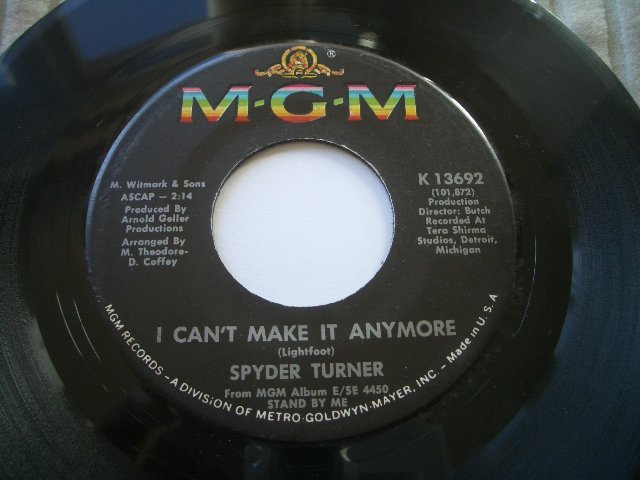 ®
M·G·M
M. Witmark & Sons
ASCAP — 2:14
Produced By
Arnold Geller
Productions
Arranged By
M. Theodore-
D. Coffey
K 13692
(101,872)
Production
Director: Butch
Recorded At
Tera Shirma
Studios, Detroit,
Michigan
I CAN'T MAKE IT ANYMORE
(Lightfoot)
SPYDER TURNER
From MGM Album E/SE 4450
STAND BY ME
MGM RECORDS – A DIVISION OF METRO-GOLDWYN-MAYER, INC. – Made in U. S. A